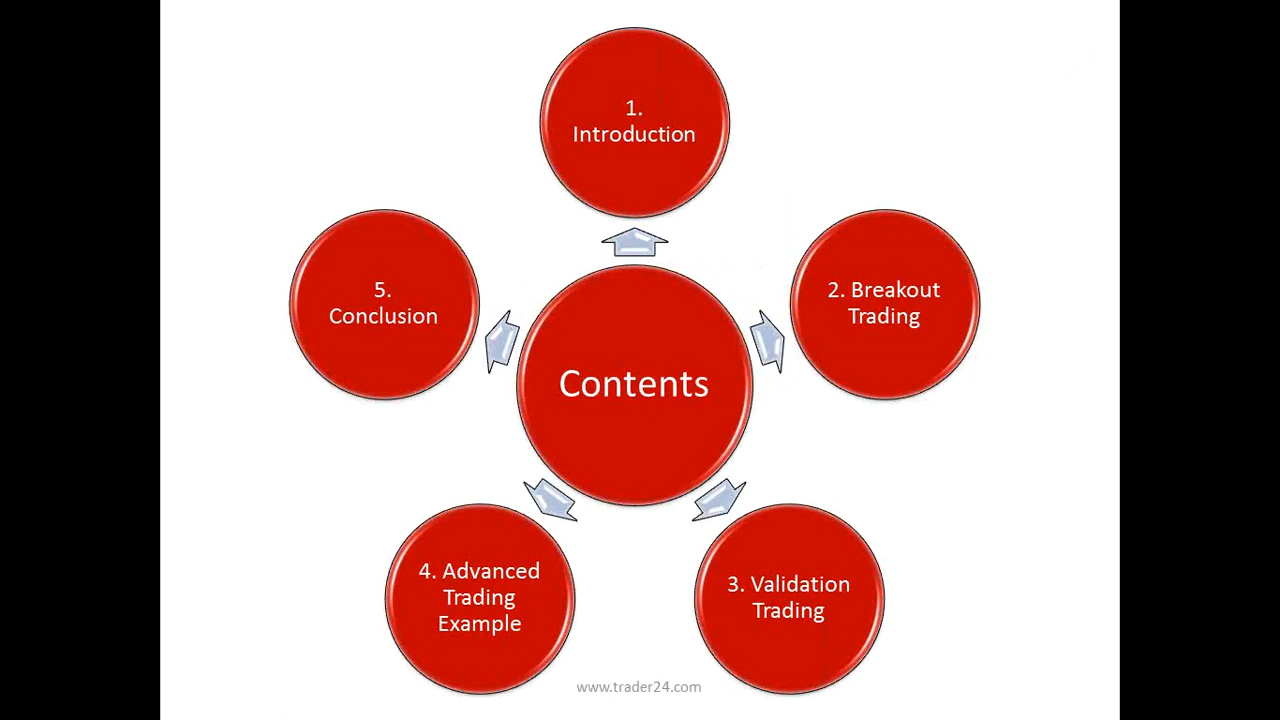 1.
Introduction
2. Breakout
Trading
3. Validation
Trading
4. Advanced
Trading
Example
5.
Conclusion
Contents
www.trader24.com